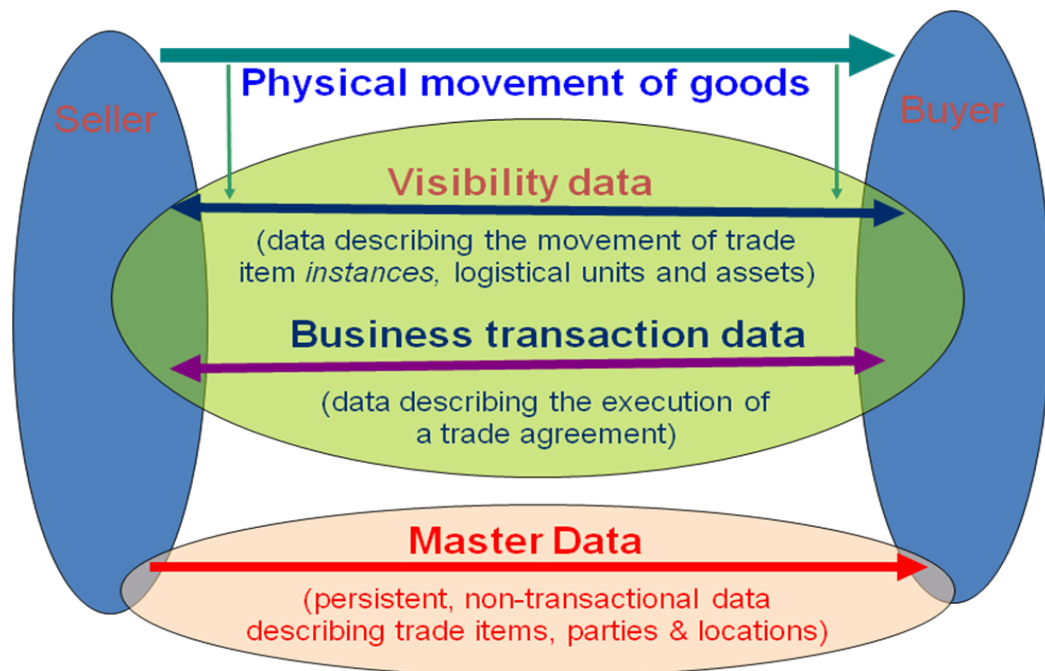 Physical movement of goods
Seller
Buyer
Visibility data
(data describing the movement of trade
item instances, logistical units and assets)
Business transaction data
(data describing the execution of
a trade agreement)
Master Data
(persistent, non-transactional data
describing trade items, parties & locations)